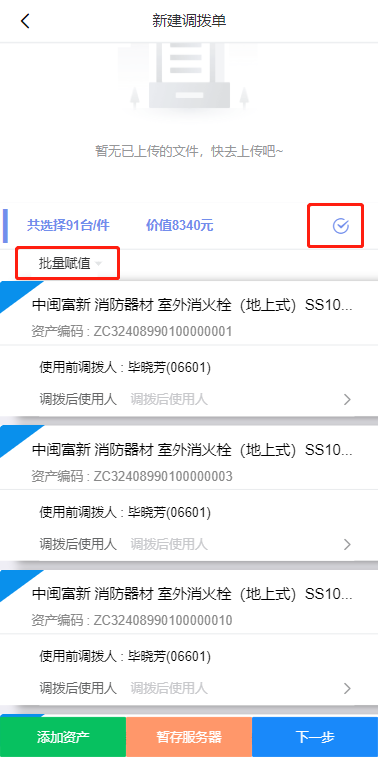 新建调拨单
暂无已上传的文件，快去上传吧~
共选择91台/件 价值8340元
批量赋值
中闽富新 消防器材 室外消火栓（地上式）SS10...
资产编码 : ZC32408990100000001
使用前调拨人 : 毕晓芳(06601)
调拨后使用人 调拨后使用人
中闽富新 消防器材 室外消火栓（地上式）SS10...
资产编码 : ZC32408990100000003
使用前调拨人 : 毕晓芳(06601)
调拨后使用人 调拨后使用人
中闽富新 消防器材 室外消火栓（地上式）SS10...
资产编码 : ZC32408990100000010
使用前调拨人 : 毕晓芳(06601)
调拨后使用人 调拨后使用人
添加资产 暂存服务器 下一步